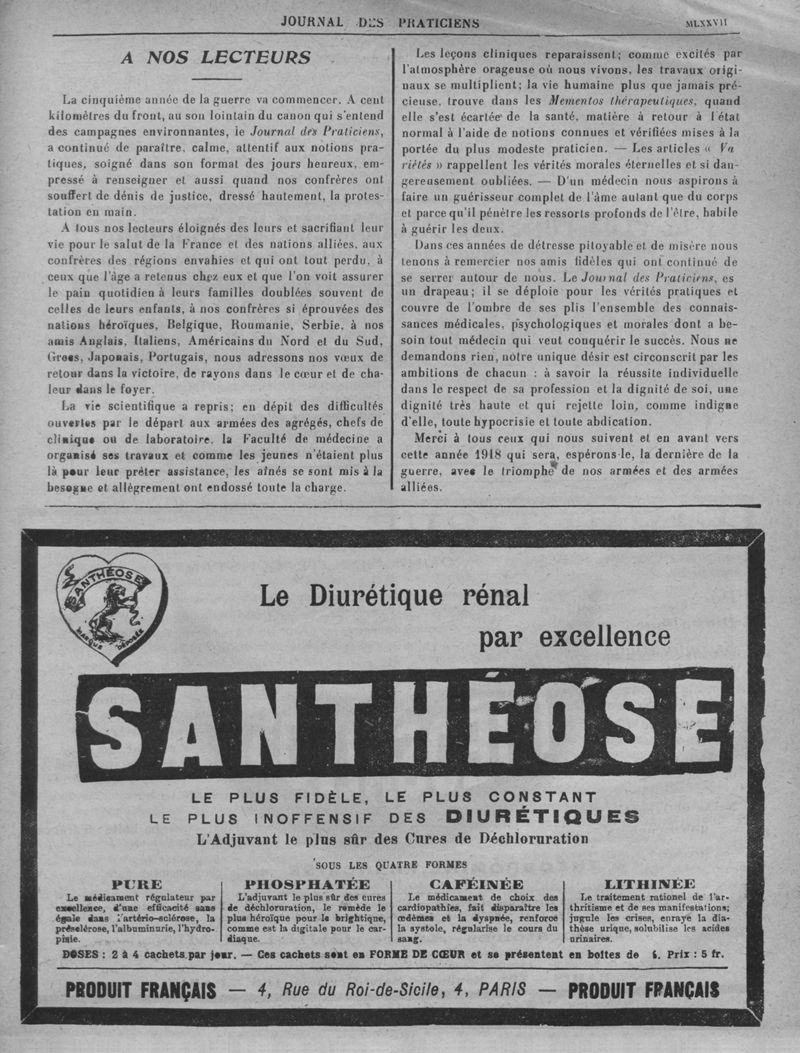 JOURNAL DES PRATICIENS
MLXXVII
A NOS LECTEURS
La cinquième année de la guerre va commencer. A cent
kilomètres du front, au son lointain du canon qui s'entend
des campagnes environnantes, le Journal des Praticiens,
a continué de paraître, calme, attentif aux notions pra-
tiques, soigné dans son format des jours heureux, em-
pressé à renseigner et aussi quand nos confrères ont
souffert de dénis de justice, dressé hautement, la protes-
tation en main.
A tous nos lecteurs éloignés des leurs et sacrifiant leur
vie pour le salut de la France et des nations alliées, aux
confrères des régions envahies et qui ont tout perdu, à
ceux que l'âge a retenus chez eux et que l'on voit assurer
le pain quotidien à leurs familles doublées souvent de
celles de leurs enfants, à nos confrères si éprouvées des
nations héroïques, Belgique, Roumanie, Serbie, à nos
amis Anglais, Italiens, Américains du Nord et du Sud,
Grecs, Japonais, Portugais, nous adressons nos vœux de
retour dans la victoire, de rayons dans le cœur et de cha-
leur dans le foyer.
La vie scientifique a repris; en dépit des difficultés
ouvertes par le départ aux armées des agrégés, chefs de
clinique ou de laboratoire, la Faculté de médecine a
organisé ses travaux et comme les jeunes n'étaient plus
là pour leur prêter assistance, les aînés se sont mis à la
besogne et allègrement ont endossé toute la charge.
Les leçons cliniques reparaissent; comme excités par
l'atmosphère orageuse où nous vivons, les travaux origi-
naux se multiplient; la vie humaine plus que jamais pré-
cieuse, trouve dans les Mementos thérapeutiques, quand
elle s'est écartée de la santé, matière à retour à l'état
normal à l'aide de notions connues et vérifiées mises à la
portée du plus modeste praticien. — Les articles « Va
riétés » rappellent les vérités morales éternelles et si dan-
gereusement oubliées. — D'un médecin nous aspirons à
faire un guérisseur complet de l'âme autant que du corps
et parce qu'il pénètre les ressorts profonds de l'être, habile
à guérir les deux.
Dans ces années de détresse pitoyable et de misère nous
tenons à remercier nos amis fidèles qui ont continué de
se serrer autour de nous. Le Journal des Praticiens, es
un drapeau; il se déploie pour les vérités pratiques et
couvre de l'ombre de ses plis l'ensemble des connais-
sances médicales, psychologiques et morales dont a be-
soin tout médecin qui veut conquérir le succès. Nous ne
demandons rien, notre unique désir est circonscrit par les
ambitions de chacun : à savoir la réussite individuelle
dans le respect de sa profession et la dignité de soi, une
dignité très haute et qui rejette loin, comme indigne
d'elle, toute hypocrisie et toute abdication.
Merci à tous ceux qui nous suivent et en avant vers
cette année 1918 qui sera, espérons-le, la dernière de la
guerre, avec le triomphe de nos armées et des armées
alliées.
SANTHÉOSE
MARQUE DÉPOSÉE
Le Diurétique rénal
par excellence
SANTHÉOSE
LE PLUS FIDÈLE, LE PLUS CONSTANT
LE PLUS INOFFENSIF DES DIURÉTIQUES
L'Adjuvant le plus sûr des Cures de Déchloruration
SOUS LES QUATRE FORMES
PURE
Le médicament régulateur par
excellence, d'une efficacité sans
égale dans l'artério-sclérose, la
présclérose, l'albuminurie, l'hydro-
pisie.
PHOSPHATÉE
L'adjuvant le plus sûr des cures
de déchloruration, le remède le
plus héroïque pour le brightique,
comme est la digitale pour le car-
diaque.
CAFÉINÉE
Le médicament de choix des
cardiopathies, fait disparaître les
œdèmes et la dyspnée, renforce
la systole, régularise le cours du
sang.
LITHINÉE
Le traitement rationel de l'ar-
thritisme et de ses manifestations;
jugule les crises, enraye la dia-
thèse urique, solubilise les acides
urinaires.
DOSES : 2 à 4 cachets par jour. — Ces cachets sont en FORME DE CŒUR et se présentent en boîtes de Prix : 5 fr.
PRODUIT FRANÇAIS — 4, Rue du Roi-de-Sicile, 4, PARIS — PRODUIT FRANÇAIS